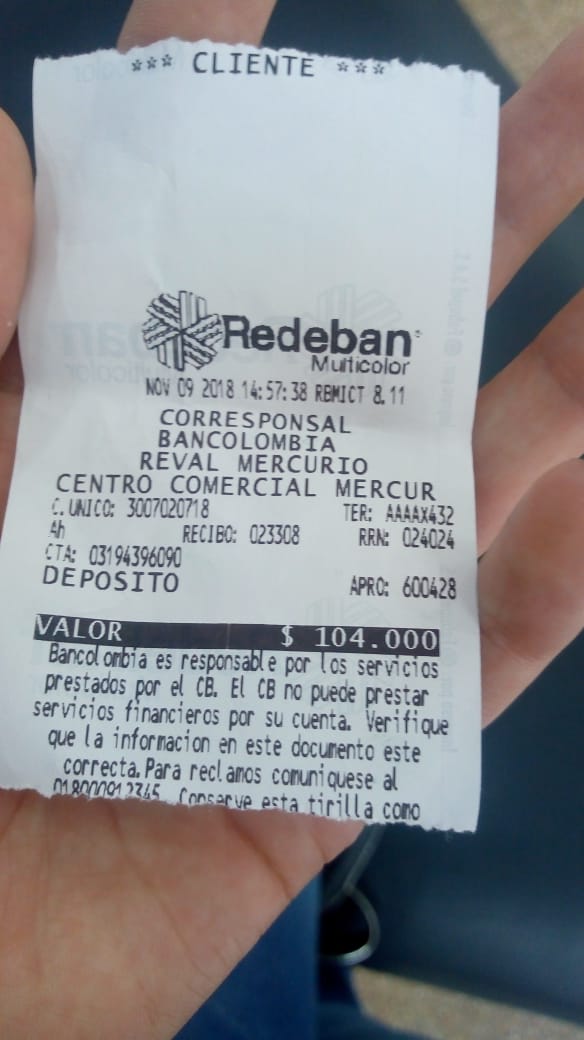 *** CLIENTE ***
Redeban
Multicolor
NOV 09 2018 14:57:38 RBMICT 8.11
CORRESPONSAL
BANCOLOMBIA
REVAL MERCURIO
CENTRO COMERCIAL MERCUR
C. UNICO: 3007020718 TER: AAAAX432
Ah RECIBO: 023308 RRN: 024024
CTA: 03194396090
DEPOSITO APRO: 600428
VALOR $ 104.000
Bancolombia es responsable por los servicios
prestados por el CB. El CB no puede prestar
servicios financieros por su cuenta. Verifique
que la informacion en este documento este
correcta. Para reclamos comuniquese al
018000912345. Conserve esta tirilla como